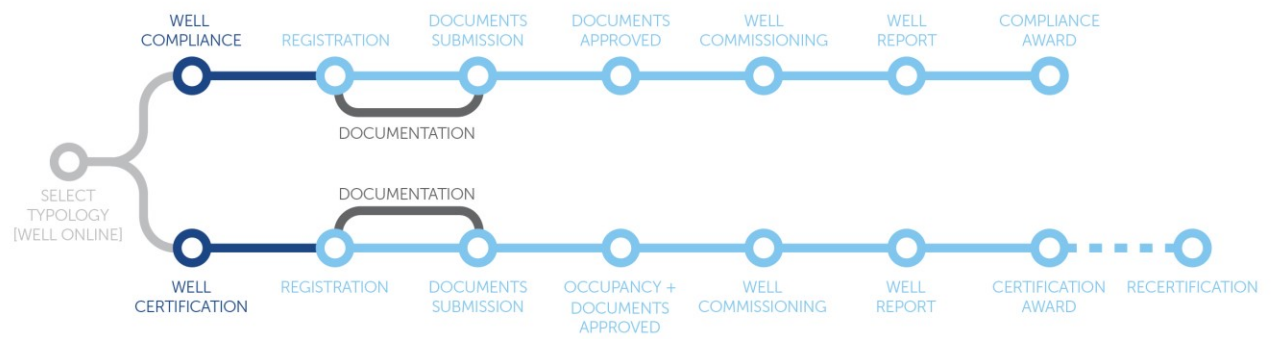 WELL
COMPLIANCE
REGISTRATION
DOCUMENTS
SUBMISSION
DOCUMENTS
APPROVED
WELL
COMMISSIONING
WELL
REPORT
COMPLIANCE
AWARD
DOCUMENTATION
SELECT
TYPOLOGY
[WELL ONLINE]
DOCUMENTATION
WELL
CERTIFICATION
REGISTRATION
DOCUMENTS
SUBMISSION
OCCUPANCY +
DOCUMENTS
APPROVED
WELL
COMMISSIONING
WELL
REPORT
CERTIFICATION
AWARD
RECERTIFICATION